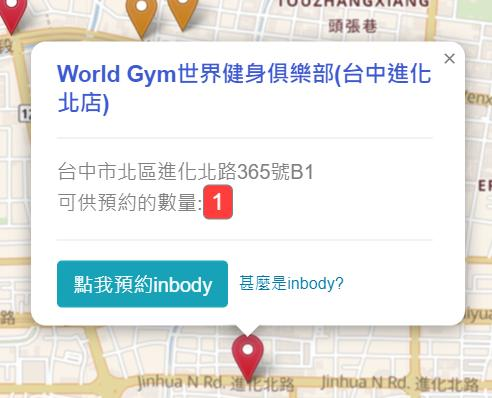 TOUZHANGXIANG
頭張巷
段
×
World Gym世界健身俱樂部(台中進化
北店)
台中市北區進化北路365號B1
可供預約的數量:1
點我預約inbody
甚麼是inbody?
路
Jinhua N Rd. 進化北路
Jinhua N Rd. 進化北路